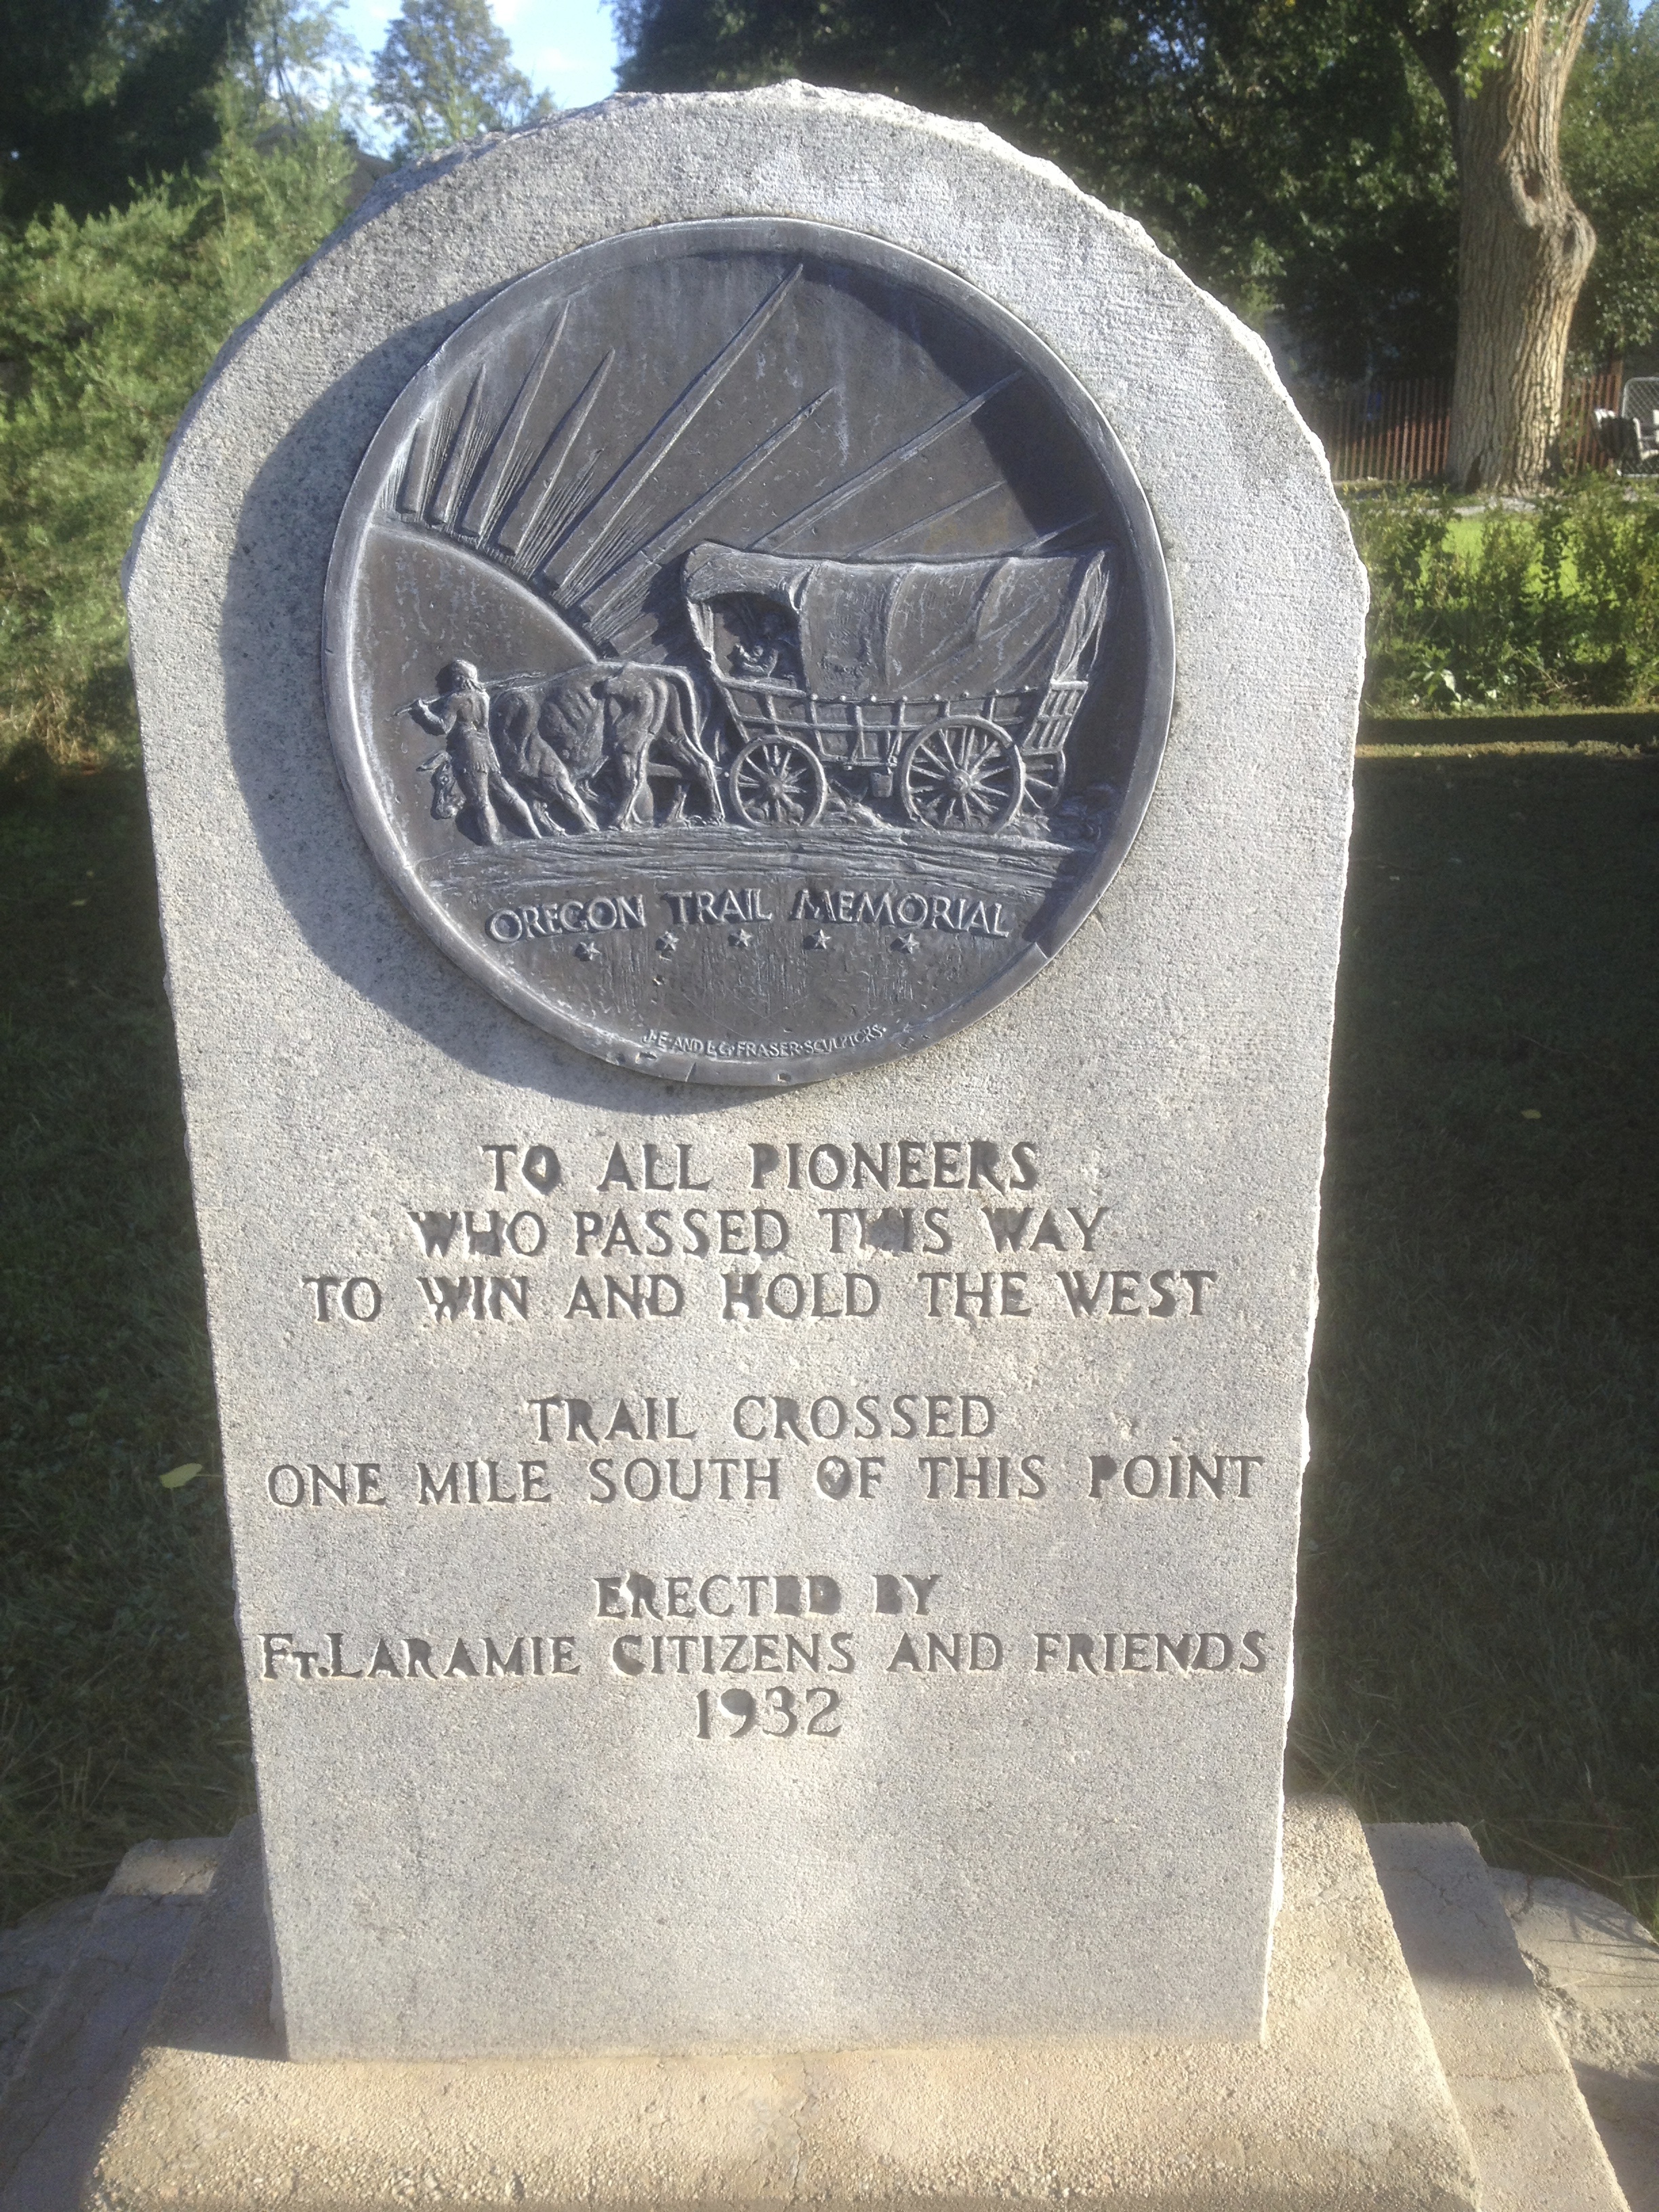 OREGON TRAIL MEMORIAL
J·E·AND L·G·FRASER·SCULPTORS·
TO ALL PIONEERS
WHO PASSED THIS WAY
TO WIN AND HOLD THE WEST
TRAIL CROSSED
ONE MILE SOUTH OF THIS POINT
ERECTED BY
FT. LARAMIE CITIZENS AND FRIENDS
1932